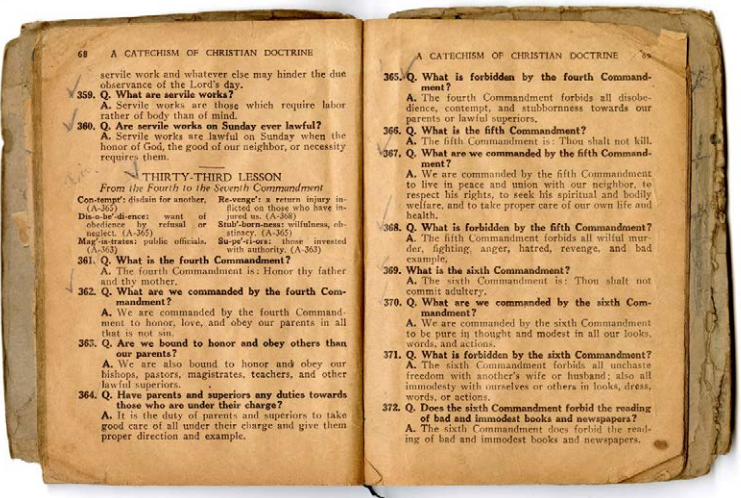 68 A CATECHISM OF CHRISTIAN DOCTRINE
servile work and whatever else may hinder the due
observance of the Lord's day.
359. Q. What are servile works?
A. Servile works are those which require labor
rather of body than of mind.
360. Q. Are servile works on Sunday ever lawful?
A. Servile works are lawful on Sunday when the
honor of God, the good of our neighbor, or necessity
requires them.
THIRTY-THIRD LESSON
From the Fourth to the Seventh Commandment
Con-tempt': disdain for another.
(A-365)
Dis-o-be'-di-ence: want of
obedience by refusal or
neglect. (A-365)
Mag'-is-trates: public officials.
(A-363)
Re-venge': a return injury in-
flicted on those who have in-
jured us. (A-368)
Stub'-born-ness: wilfulness, ob-
stinacy. (A-365)
Su-pe'-ri-ors: those invested
with authority. (A-363)
361. Q. What is the fourth Commandment?
A. The fourth Commandment is: Honor thy father
and thy mother.
362. Q. What are we commanded by the fourth Com-
mandment?
A. We are commanded by the fourth Command-
ment to honor, love, and obey our parents in all
that is not sin.
363. Q. Are we bound to honor and obey others than
our parents?
A. We are also bound to honor and obey our
bishops, pastors, magistrates, teachers, and other
lawful superiors.
364. Q. Have parents and superiors any duties towards
those who are under their charge?
A. It is the duty of parents and superiors to take
good care of all under their charge and give them
proper direction and example.
A CATECHISM OF CHRISTIAN DOCTRINE 69
365. Q. What is forbidden by the fourth Command-
ment?
A. The fourth Commandment forbids all disobe-
dience, contempt, and stubbornness towards our
parents or lawful superiors.
366. Q. What is the fifth Commandment?
A. The fifth Commandment is: Thou shalt not kill.
367. Q. What are we commanded by the fifth Command-
ment?
A. We are commanded by the fifth Commandment
to live in peace and union with our neighbor, to
respect his rights, to seek his spiritual and bodily
welfare, and to take proper care of our own life and
health.
368. Q. What is forbidden by the fifth Commandment?
A. The fifth Commandment forbids all wilful mur-
der, fighting, anger, hatred, revenge, and bad
example.
369. What is the sixth Commandment?
A. The sixth Commandment is: Thou shalt not
commit adultery.
370. Q. What are we commanded by the sixth Com-
mandment?
A. We are commanded by the sixth Commandment
to be pure in thought and modest in all our looks,
words, and actions.
371. Q. What is forbidden by the sixth Commandment?
A. The sixth Commandment forbids all unchaste
freedom with another's wife or husband; also all
immodesty with ourselves or others in looks, dress,
words, or actions.
372. Q. Does the sixth Commandment forbid the reading
of bad and immodest books and newspapers?
A. The sixth Commandment does forbid the read-
ing of bad and immodest books and newspapers.